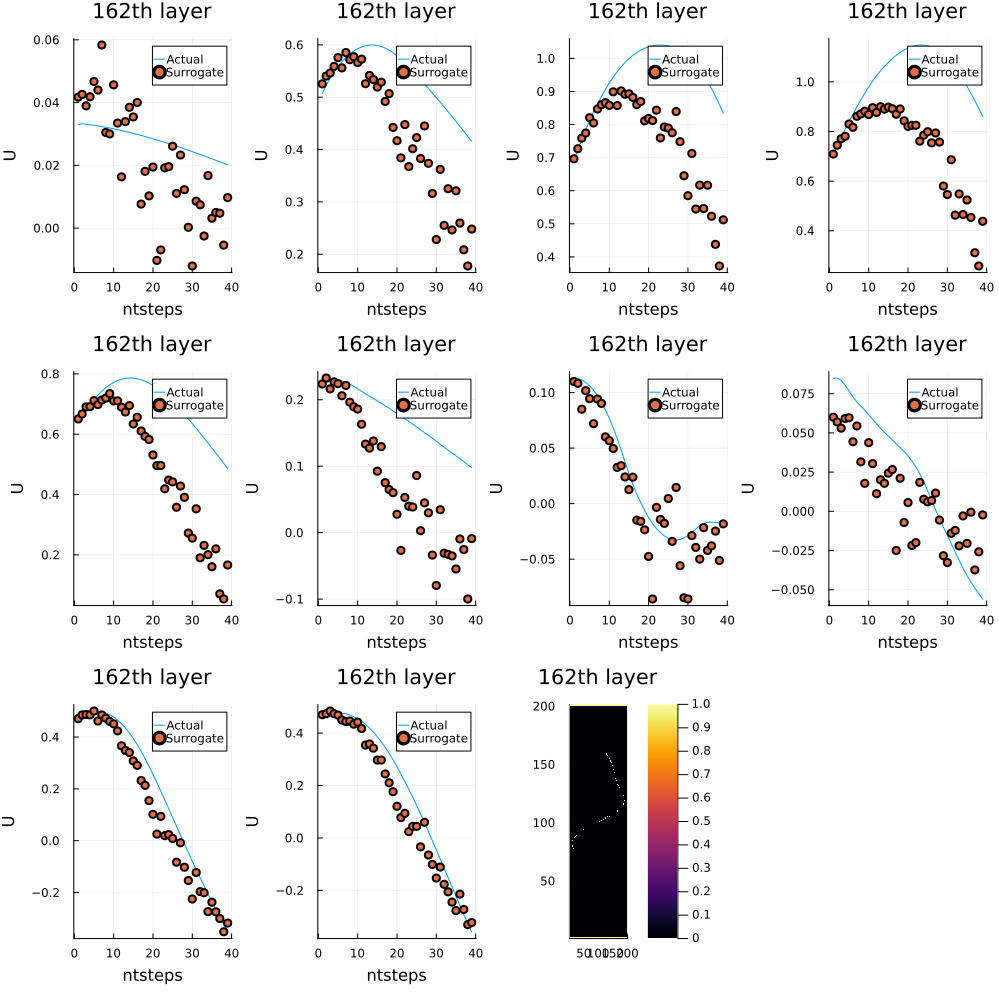 162th layer 162th layer 162th layer 162th layer
0.06 0.04 0.02 0.00
U
Actual
Surrogate
0 10 20 30 40
ntsteps
0.6 0.5 0.4 0.3 0.2
U
Actual
Surrogate
0 10 20 30 40
ntsteps
1.0 0.9 0.8 0.7 0.6 0.5 0.4
U
Actual
Surrogate
0 10 20 30 40
ntsteps
1.0 0.8 0.6 0.4
U
Actual
Surrogate
0 10 20 30 40
ntsteps
162th layer 162th layer 162th layer 162th layer
0.8 0.6 0.4 0.2
U
Actual
Surrogate
0 10 20 30 40
ntsteps
0.2 0.1 0.0 −0.1
U
Actual
Surrogate
0 10 20 30 40
ntsteps
0.10 0.05 0.00 −0.05
U
Actual
Surrogate
0 10 20 30 40
ntsteps
0.075 0.050 0.025 0.000 −0.025 −0.050
U
Actual
Surrogate
0 10 20 30 40
ntsteps
162th layer 162th layer 162th layer
0.4 0.2 0.0 −0.2
U
Actual
Surrogate
0 10 20 30 40
ntsteps
0.4 0.2 0.0 −0.2
U
Actual
Surrogate
0 10 20 30 40
ntsteps
200 150 100 50
50 100 150 200
1.0 0.9 0.8 0.7 0.6 0.5 0.4 0.3 0.2 0.1 0